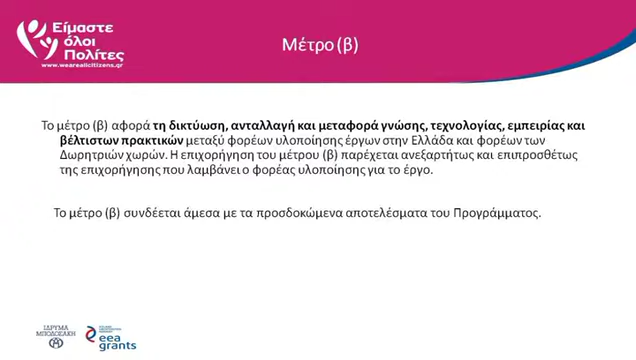 Είμαστε
όλοι
Πολίτες
www.weareallcitizens.gr
Μέτρο (β)
Το μέτρο (β) αφορά τη δικτύωση, ανταλλαγή και μεταφορά γνώσης, τεχνολογίας, εμπειρίας και
βέλτιστων πρακτικών μεταξύ φορέων υλοποίησης έργων στην Ελλάδα και φορέων των
Δωρητριών χωρών. Η επιχορήγηση του μέτρου (β) παρέχεται ανεξαρτήτως και επιπροσθέτως
της επιχορήγησης που λαμβάνει ο φορέας υλοποίησης για το έργο.
Το μέτρο (β) συνδέεται άμεσα με τα προσδοκώμενα αποτελέσματα του Προγράμματος.
ΙΔΡΥΜΑ
ΜΠΟΔΟΣΑΚΗ
eea
grants